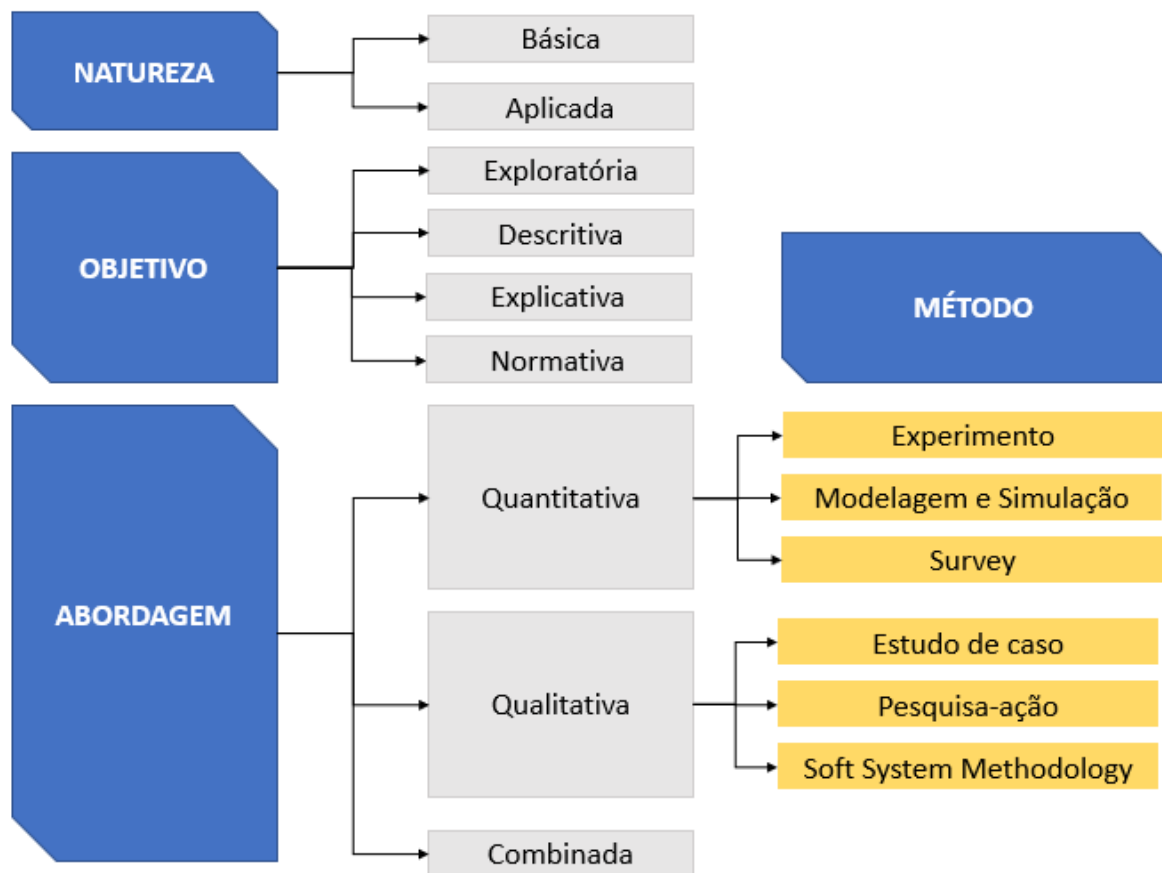 NATUREZA
Básica
Aplicada
OBJETIVO
Exploratória
Descritiva
Explicativa
Normativa
MÉTODO
ABORDAGEM
Quantitativa
Experimento
Modelagem e Simulação
Survey
Qualitativa
Estudo de caso
Pesquisa-ação
Soft System Methodology
Combinada